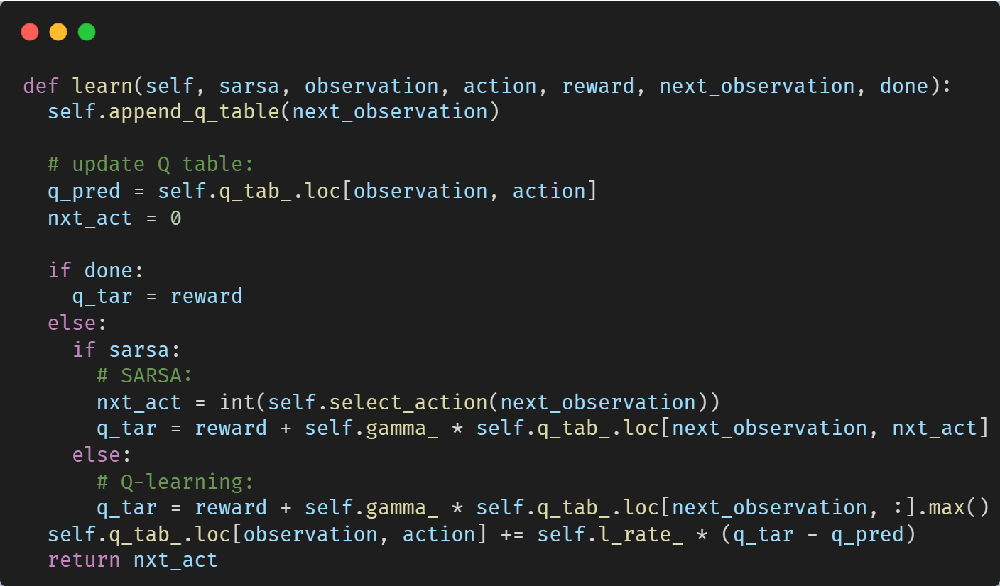 def learn(self, sarsa, observation, action, reward, next_observation, done):
  self.append_q_table(next_observation)

  # update Q table:
  q_pred = self.q_tab_.loc[observation, action]
  nxt_act = 0

  if done:
    q_tar = reward
  else:
    if sarsa:
      # SARSA:
      nxt_act = int(self.select_action(next_observation))
      q_tar = reward + self.gamma_ * self.q_tab_.loc[next_observation, nxt_act]
    else:
      # Q-learning:
      q_tar = reward + self.gamma_ * self.q_tab_.loc[next_observation, :].max()
  self.q_tab_.loc[observation, action] += self.l_rate_ * (q_tar - q_pred)
  return nxt_act